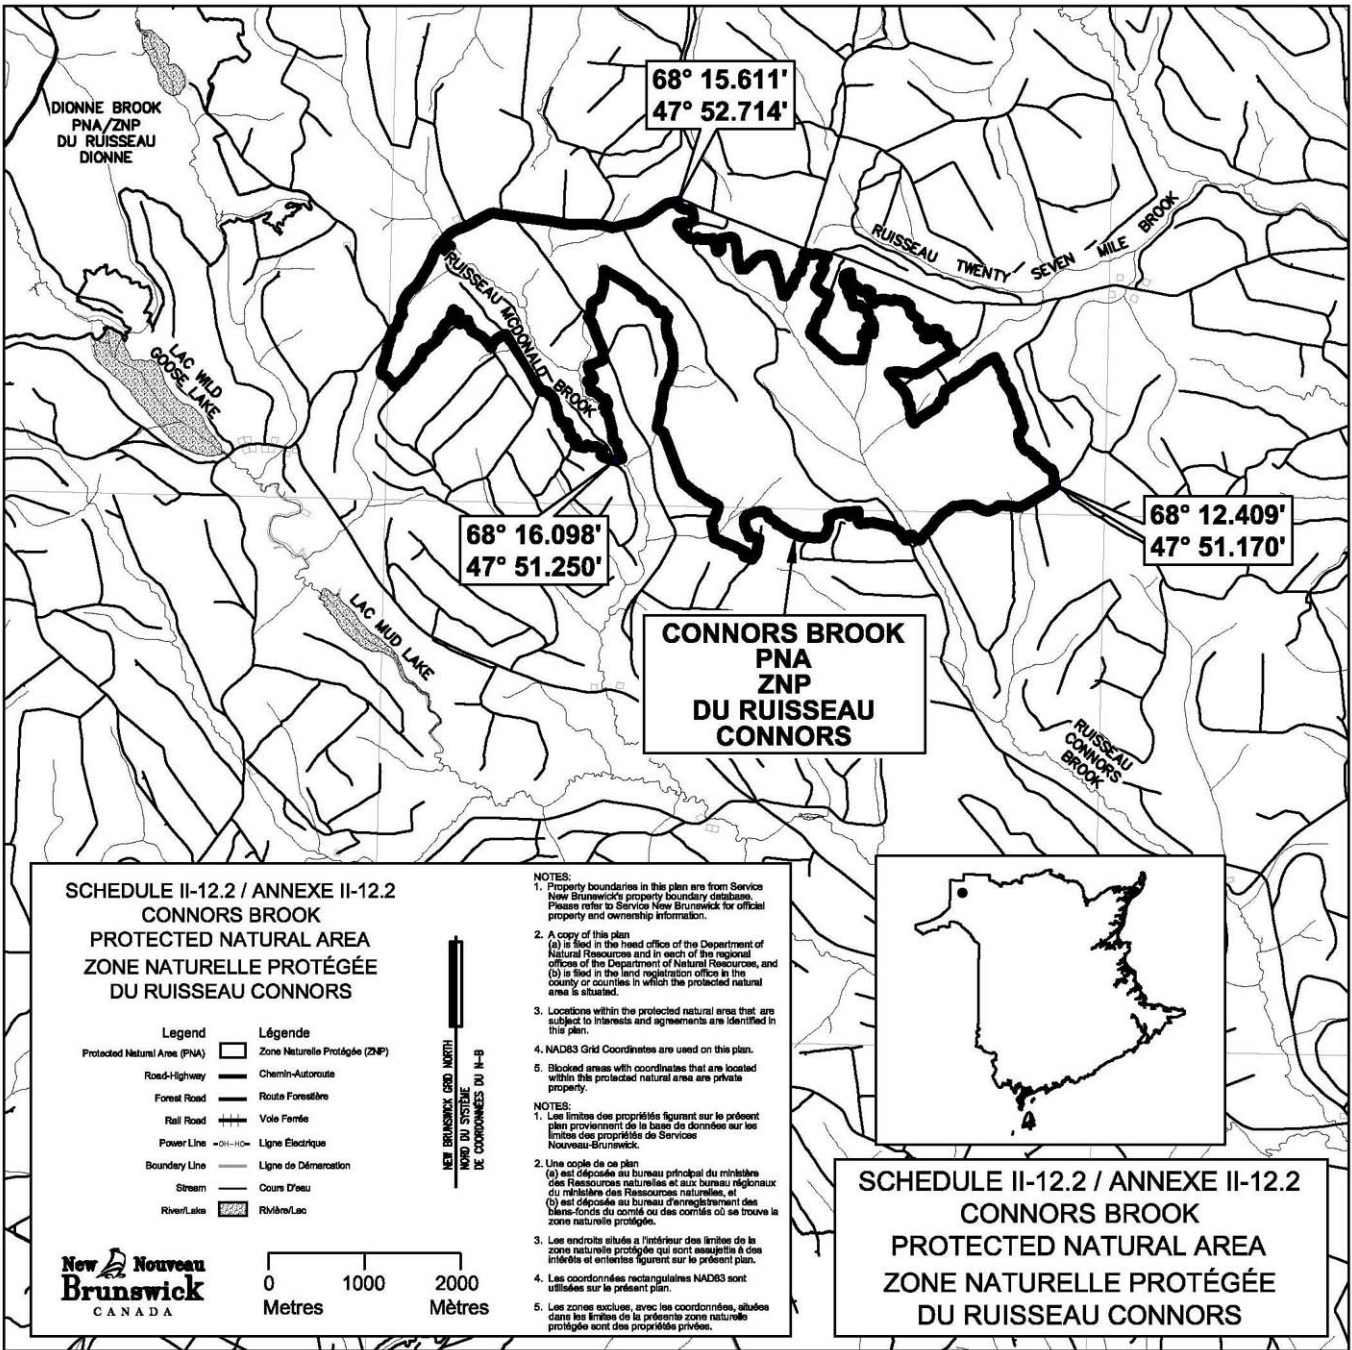 68° 15.611'
47° 52.714'
DIONNE BROOK
PNA/ZNP
DU RUISSEAU
DIONNE
RUISSEAU TWENTY SEVEN MILE BROOK
RUISSEAU MCDONALD BROOK
LAC WILD
GOOSE LAKE
68° 16.098'
47° 51.250'
68° 12.409'
47° 51.170'
LAC MUD LAKE
CONNORS BROOK
PNA
ZNP
DU RUISSEAU
CONNORS
RUISSEAU
CONNORS
BROOK
SCHEDULE II-12.2 / ANNEXE II-12.2
CONNORS BROOK
PROTECTED NATURAL AREA
ZONE NATURELLE PROTÉGÉE
DU RUISSEAU CONNORS
Legend Légende
Protected Natural Area (PNA) Zone Naturelle Protégée (ZNP)
Road-Highway Chemin-Autoroute
Forest Road Route Forestière
Rail Road Voie Ferrée
Power Line -OH-HO- Ligne Électrique
Boundary Line Ligne de Démarcation
Stream Cours D'eau
River/Lake Rivière/Lac
NEW BRUNSWICK GRID NORTH
NORD DU SYSTÈME
DE COORDONNÉES DU N-B
New Nouveau
Brunswick
CANADA
0 1000 2000
Metres Mètres
NOTES:
1. Property boundaries in this plan are from Service
New Brunswick's property boundary database.
Please refer to Service New Brunswick for official
property and ownership information.
2. A copy of this plan
(a) is filed in the head office of the Department of
Natural Resources and in each of the regional
offices of the Department of Natural Resources, and
(b) is filed in the land registration office in the
county or counties in which the protected natural
area is situated.
3. Locations within the protected natural area that are
subject to interests and agreements are identified in
this plan.
4. NAD83 Grid Coordinates are used on this plan.
5. Blocked areas with coordinates that are located
within this protected natural area are private
property.
NOTES:
1. Les limites des propriétés figurant sur le présent
plan proviennent de la base de données sur les
limites des propriétés de Services
Nouveau-Brunswick.
2. Une copie de ce plan
(a) est déposée au bureau principal du ministère
des Ressources naturelles et aux bureau régionaux
du ministère des Ressources naturelles, et
(b) est déposée au bureau d'enregistrement des
biens-fonds du comté ou des comtés où se trouve la
zone naturelle protégée.
3. Les endroits situés a l'intérieur des limites de la
zone naturelle protégée qui sont assujettis à des
intérêts et ententes figurent sur le présent plan.
4. Les coordonnées rectangulaires NAD83 sont
utilisées sur le présent plan.
5. Les zones exclues, avec les coordonnées, situées
dans les limites de la présente zone naturelle
protégée sont des propriétés privées.
SCHEDULE II-12.2 / ANNEXE II-12.2
CONNORS BROOK
PROTECTED NATURAL AREA
ZONE NATURELLE PROTÉGÉE
DU RUISSEAU CONNORS